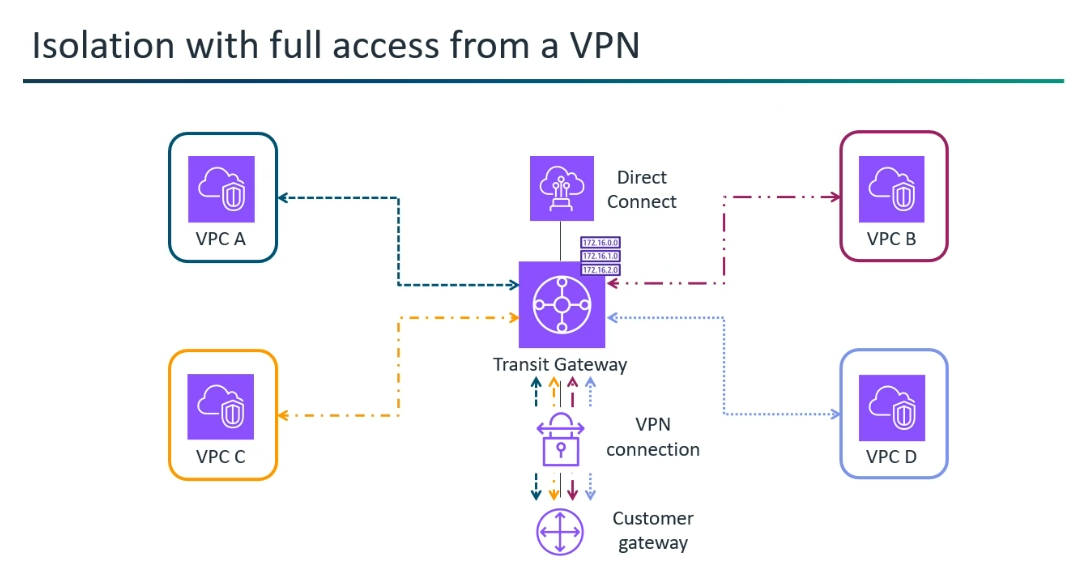 Isolation with full access from a VPN
VPC A
Direct
Connect
VPC B
172.16.0.0
172.16.1.0
172.16.2.0
Transit Gateway
VPC C
VPN
connection
VPC D
Customer
gateway